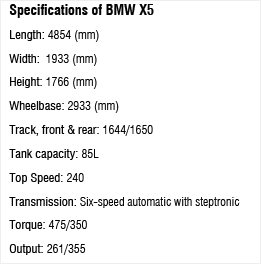 Specifications of BMW X5
Length: 4854 (mm)
Width: 1933 (mm)
Height: 1766 (mm)
Wheelbase: 2933 (mm)
Track, front & rear: 1644/1650
Tank capacity: 85L
Top Speed: 240
Transmission: Six-speed automatic with steptronic
Torque: 475/350
Output: 261/355